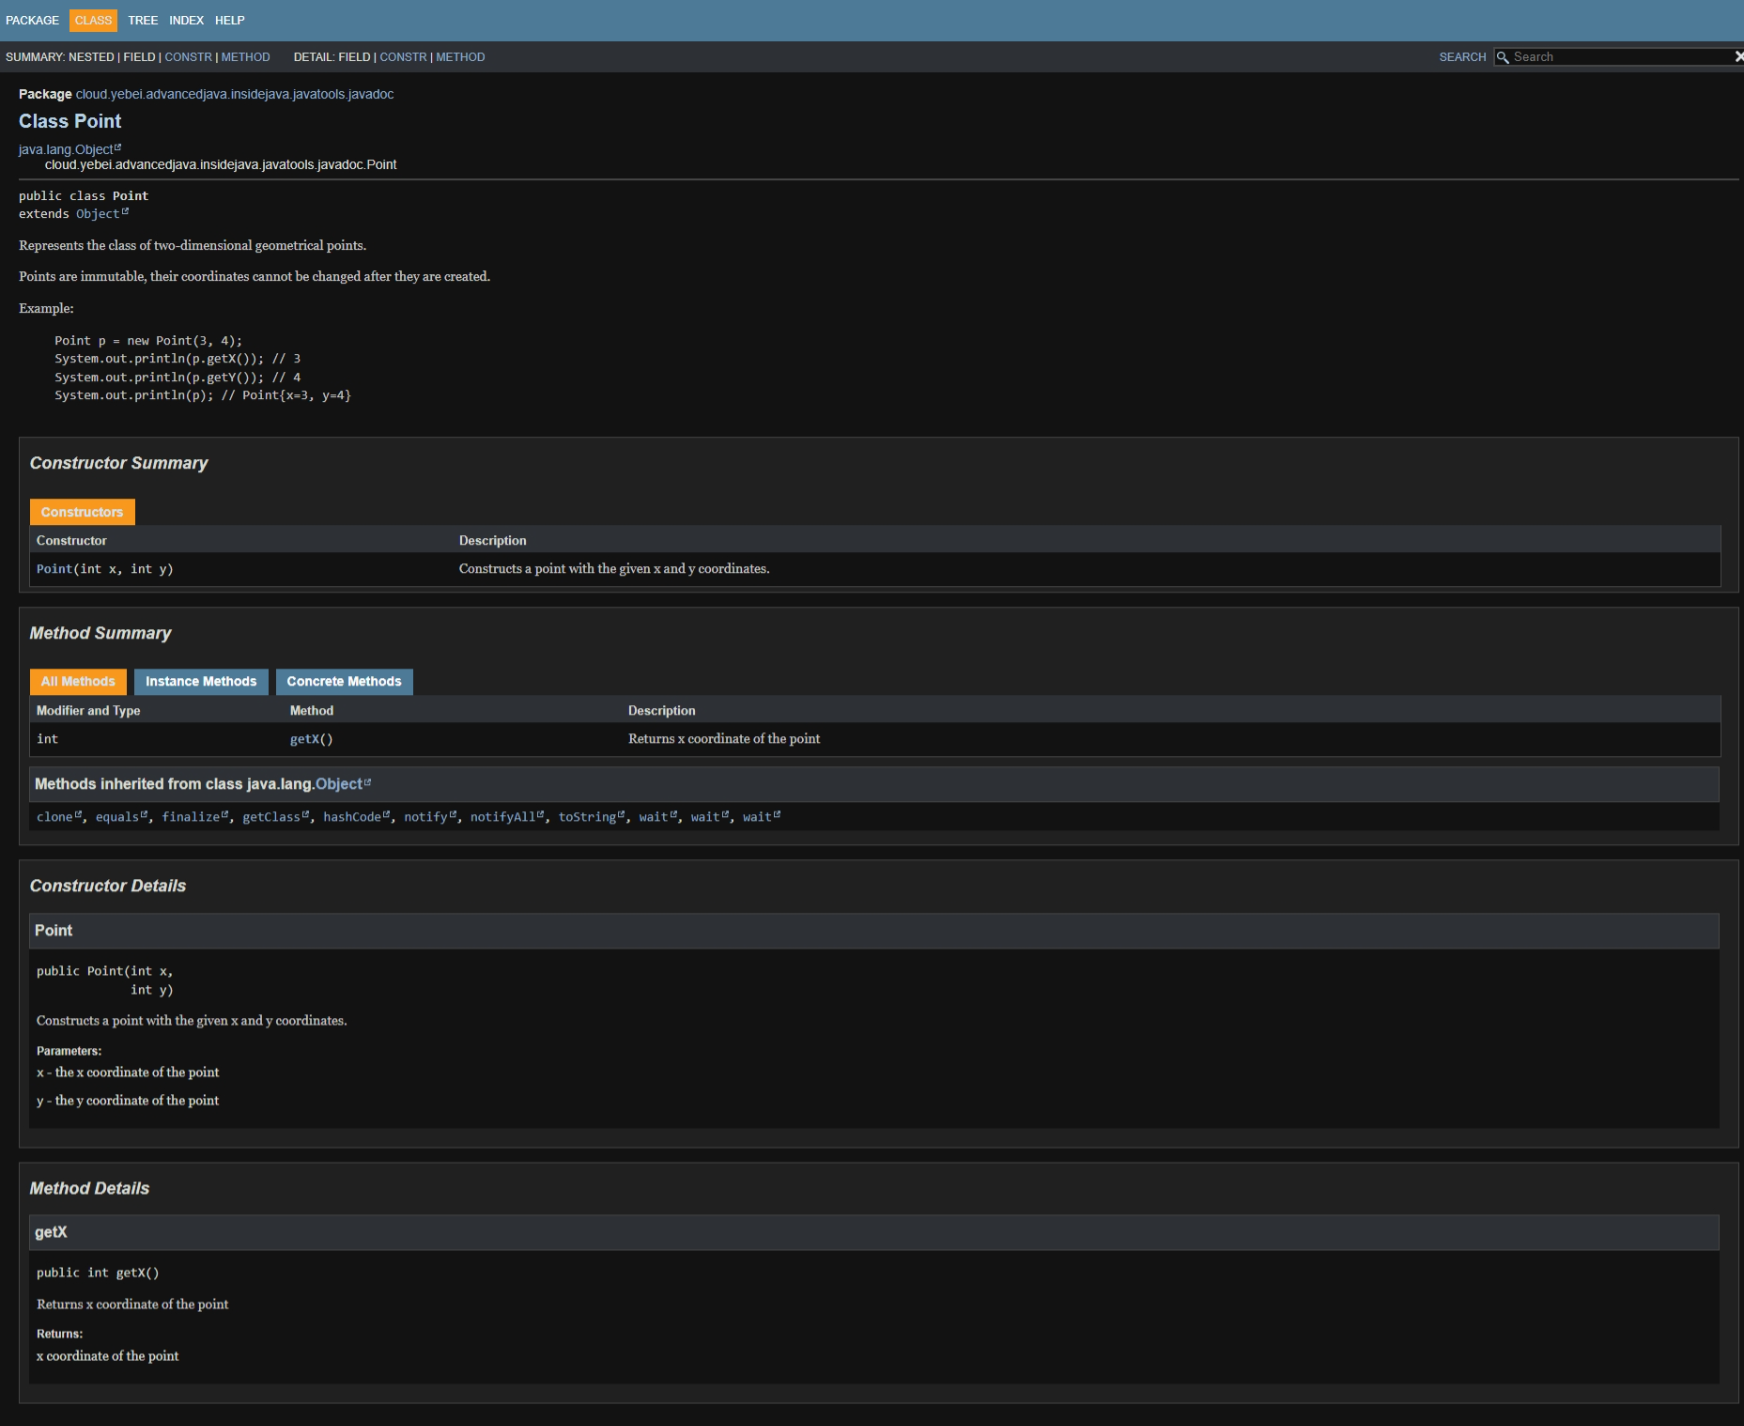 PACKAGE CLASS TREE INDEX HELP
SUMMARY: NESTED | FIELD | CONSTR | METHOD DETAIL: FIELD | CONSTR | METHOD SEARCH Search
Package cloud.yebei.advancedjava.insidejava.javatools.javadoc
Class Point
java.lang.Object
cloud.yebei.advancedjava.insidejava.javatools.javadoc.Point
public class Point
extends Object
Represents the class of two-dimensional geometrical points.
Points are immutable, their coordinates cannot be changed after they are created.
Example:
Point p = new Point(3, 4);
System.out.println(p.getX()); // 3
System.out.println(p.getY()); // 4
System.out.println(p); // Point{x=3, y=4}
Constructor Summary
Constructors
Constructor Description
Point(int x, int y) Constructs a point with the given x and y coordinates.
Method Summary
All Methods Instance Methods Concrete Methods
Modifier and Type Method Description
int getX() Returns x coordinate of the point
Methods inherited from class java.lang.Object
clone, equals, finalize, getClass, hashCode, notify, notifyAll, toString, wait, wait, wait
Constructor Details
Point
public Point(int x,
int y)
Constructs a point with the given x and y coordinates.
Parameters:
x - the x coordinate of the point
y - the y coordinate of the point
Method Details
getX
public int getX()
Returns x coordinate of the point
Returns:
x coordinate of the point